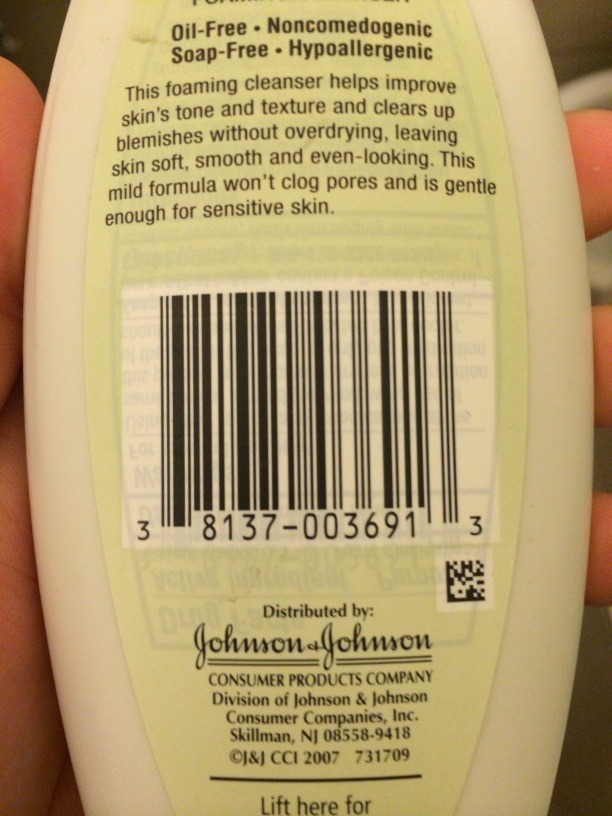 FOAMING CLEANSER
Oil-Free • Noncomedogenic
Soap-Free • Hypoallergenic
This foaming cleanser helps improve
skin's tone and texture and clears up
blemishes without overdrying, leaving
skin soft, smooth and even-looking. This
mild formula won't clog pores and is gentle
enough for sensitive skin.
3 8137-003691 3
Distributed by:
Johnson & Johnson
CONSUMER PRODUCTS COMPANY
Division of Johnson & Johnson
Consumer Companies, Inc.
Skillman, NJ 08558-9418
©J&J CCI 2007 731709
Lift here for